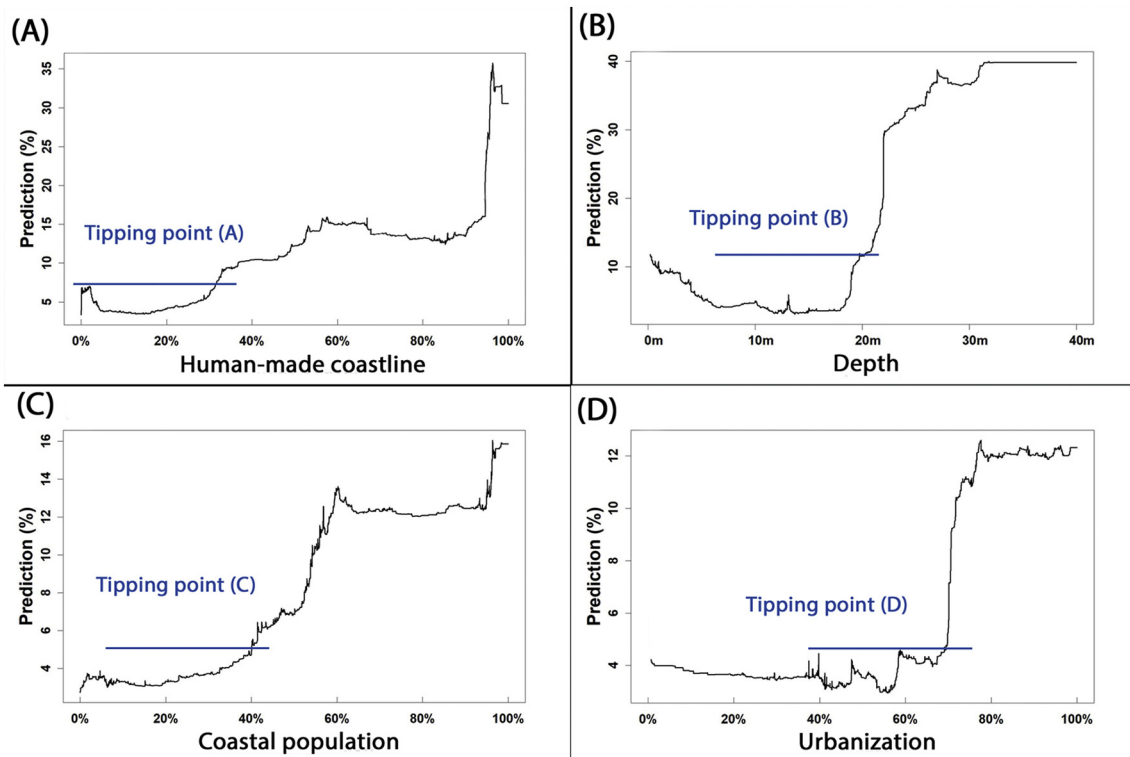 (A)
Prediction (%)
35
30
25
20
15
10
5
Tipping point (A)
0%
20%
40%
60%
80%
100%
Human-made coastline
(B)
Prediction (%)
40
30
20
10
Tipping point (B)
0m
10m
20m
30m
40m
Depth
(C)
Prediction (%)
16
14
12
10
8
6
4
Tipping point (C)
0%
20%
40%
60%
80%
100%
Coastal population
(D)
Prediction (%)
12
10
8
6
4
Tipping point (D)
0%
20%
40%
60%
80%
100%
Urbanization